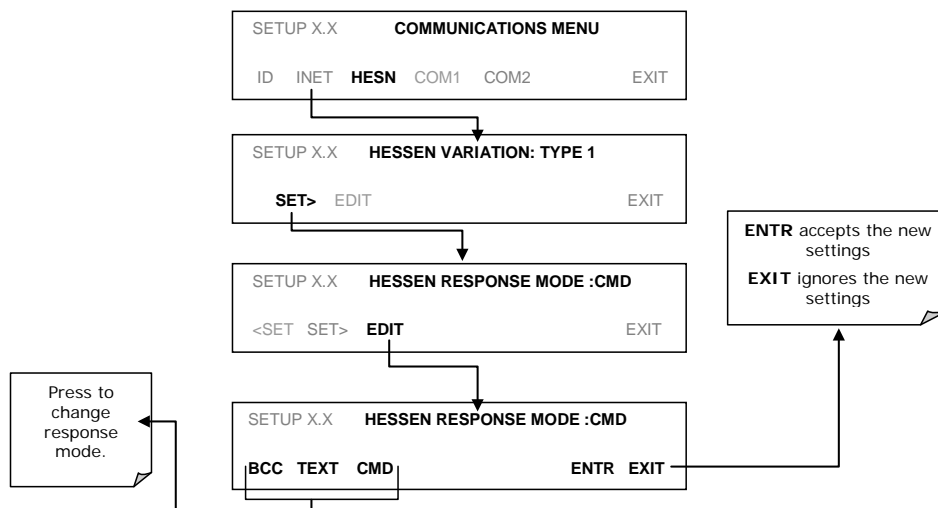 SETUP X.X COMMUNICATIONS MENU
ID INET HESN COM1 COM2 EXIT
SETUP X.X HESSEN VARIATION: TYPE 1
SET> EDIT EXIT
ENTR accepts the new
settings
EXIT ignores the new
settings
SETUP X.X HESSEN RESPONSE MODE :CMD
<SET SET> EDIT EXIT
Press to
change
response
mode.
SETUP X.X HESSEN RESPONSE MODE :CMD
BCC TEXT CMD ENTR EXIT